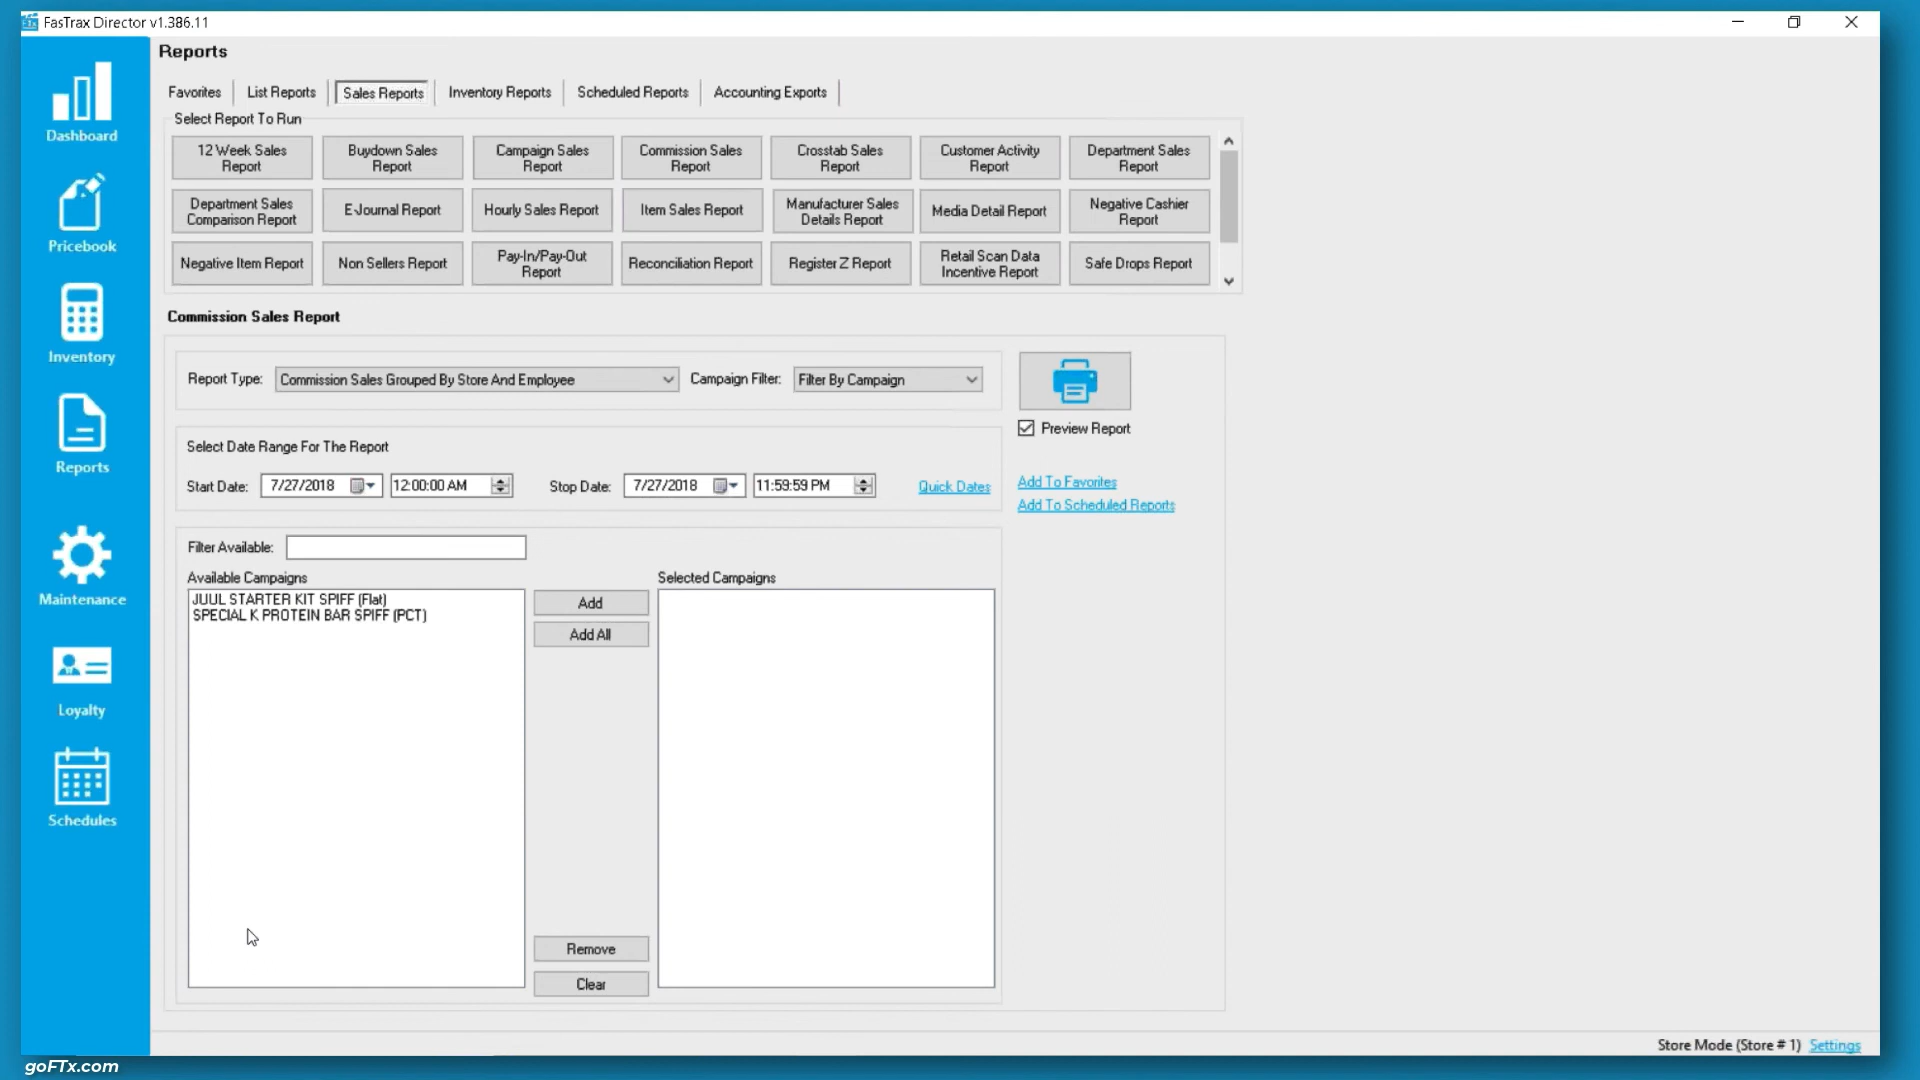 FasTrax Director v1.386.11
Reports
Favorites
List Reports
Sales Reports
Inventory Reports
Scheduled Reports
Accounting Exports
Select Report To Run
12 Week Sales
Report
Buydown Sales
Report
Campaign Sales
Report
Commission Sales
Report
Crosstab Sales
Report
Customer Activity
Report
Department Sales
Report
Department Sales
Comparison Report
E-Journal Report
Hourly Sales Report
Item Sales Report
Manufacturer Sales
Details Report
Media Detail Report
Negative Cashier
Report
Negative Item Report
Non Sellers Report
Pay-In/Pay-Out
Report
Reconciliation Report
Register Z Report
Retail Scan Data
Incentive Report
Safe Drops Report
Commission Sales Report
Report Type: Commission Sales Grouped By Store And Employee
Campaign Filter: Filter By Campaign
Preview Report
Select Date Range For The Report
Start Date: 7/27/2018 12:00:00 AM
Stop Date: 7/27/2018 11:59:59 PM
Quick Dates
Add To Favorites
Add To Scheduled Reports
Filter Available:
Available Campaigns
JUUL STARTER KIT SPIFF (Flat)
SPECIAL K PROTEIN BAR SPIFF (PCT)
Add
Add All
Remove
Clear
Selected Campaigns
Dashboard
Pricebook
Inventory
Reports
Maintenance
Loyalty
Schedules
Store Mode (Store # 1) Settings
goFTx.com